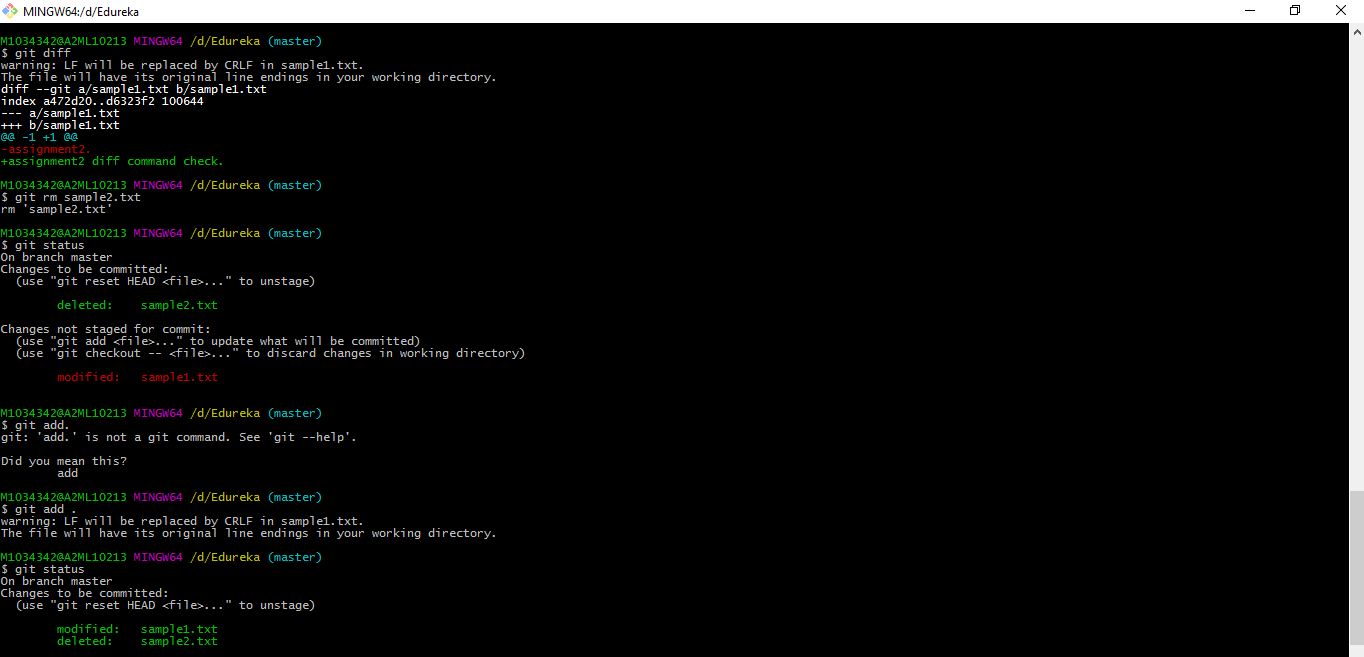 MINGW64:/d/Edureka
M1034342@A2ML10213 MINGW64 /d/Edureka (master)
$ git diff
warning: LF will be replaced by CRLF in sample1.txt.
The file will have its original line endings in your working directory.
diff --git a/sample1.txt b/sample1.txt
index a472d20..d6323f2 100644
--- a/sample1.txt
+++ b/sample1.txt
@@ -1 +1 @@
-assignment2.
+assignment2 diff command check.
M1034342@A2ML10213 MINGW64 /d/Edureka (master)
$ git rm sample2.txt
rm 'sample2.txt'
M1034342@A2ML10213 MINGW64 /d/Edureka (master)
$ git status
On branch master
Changes to be committed:
  (use "git reset HEAD <file>..." to unstage)
        deleted:    sample2.txt
Changes not staged for commit:
  (use "git add <file>..." to update what will be committed)
  (use "git checkout -- <file>..." to discard changes in working directory)
        modified:   sample1.txt
M1034342@A2ML10213 MINGW64 /d/Edureka (master)
$ git add.
git: 'add.' is not a git command. See 'git --help'.
Did you mean this?
        add
M1034342@A2ML10213 MINGW64 /d/Edureka (master)
$ git add .
warning: LF will be replaced by CRLF in sample1.txt.
The file will have its original line endings in your working directory.
M1034342@A2ML10213 MINGW64 /d/Edureka (master)
$ git status
On branch master
Changes to be committed:
  (use "git reset HEAD <file>..." to unstage)
        modified:   sample1.txt
        deleted:    sample2.txt